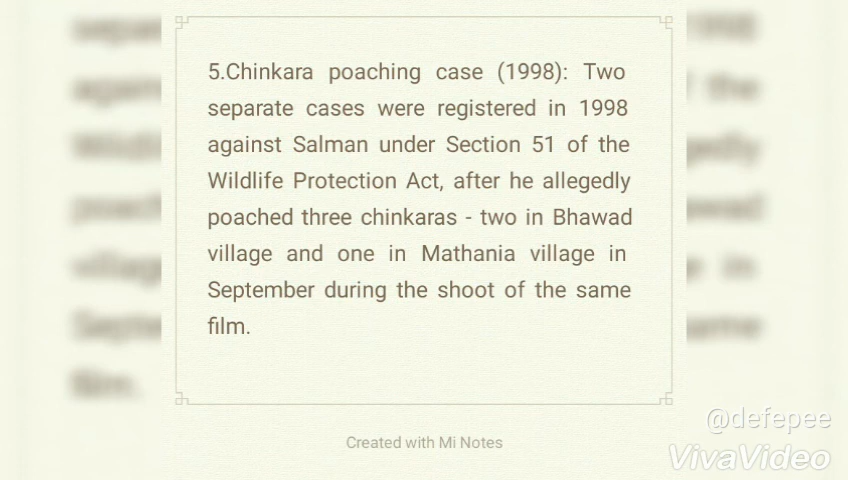 5.Chinkara poaching case (1998): Two
separate cases were registered in 1998
against Salman under Section 51 of the
Wildlife Protection Act, after he allegedly
poached three chinkaras - two in Bhawad
village and one in Mathania village in
September during the shoot of the same
film.
Created with Mi Notes
@defepee
VivaVideo